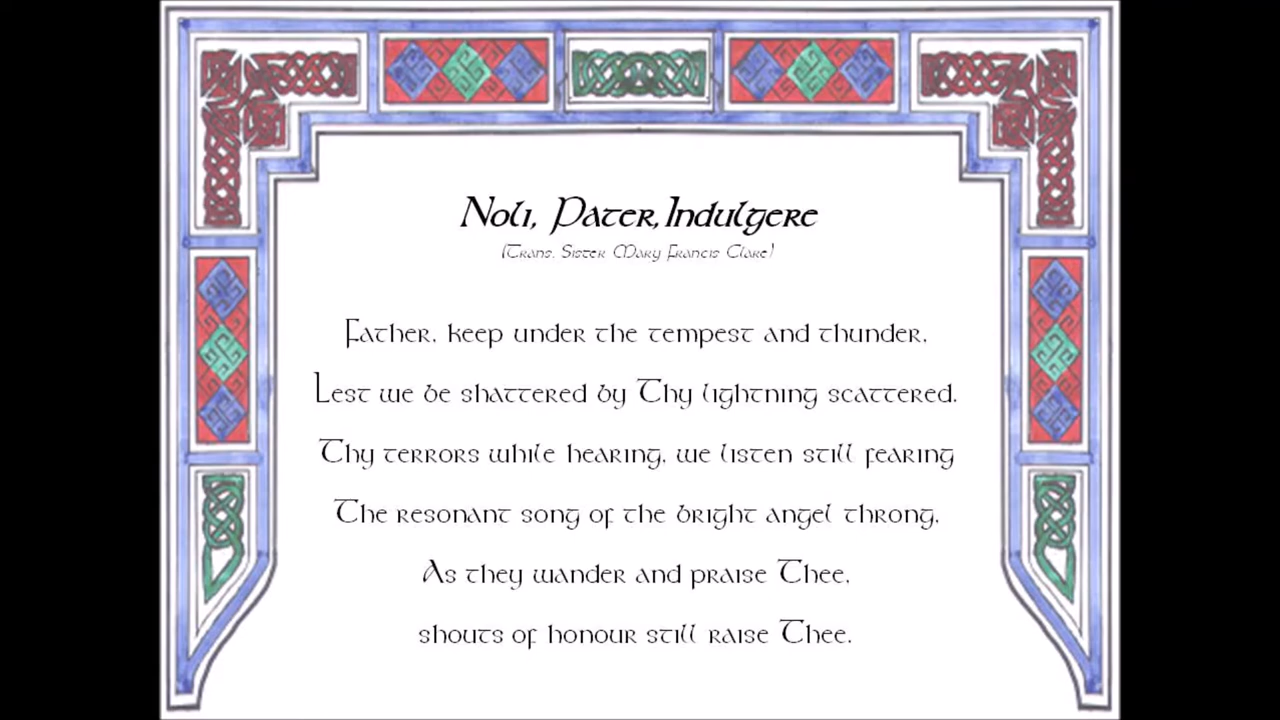 Noli, Pater, Indulgere
(Trans. Sister Mary Francis Clare)
Father, keep under the tempest and thunder,
Lest we be shattered by Thy lightning scattered.
Thy terrors while hearing, we listen still fearing
The resonant song of the bright angel throng,
As they wander and praise Thee,
shouts of honour still raise Thee.